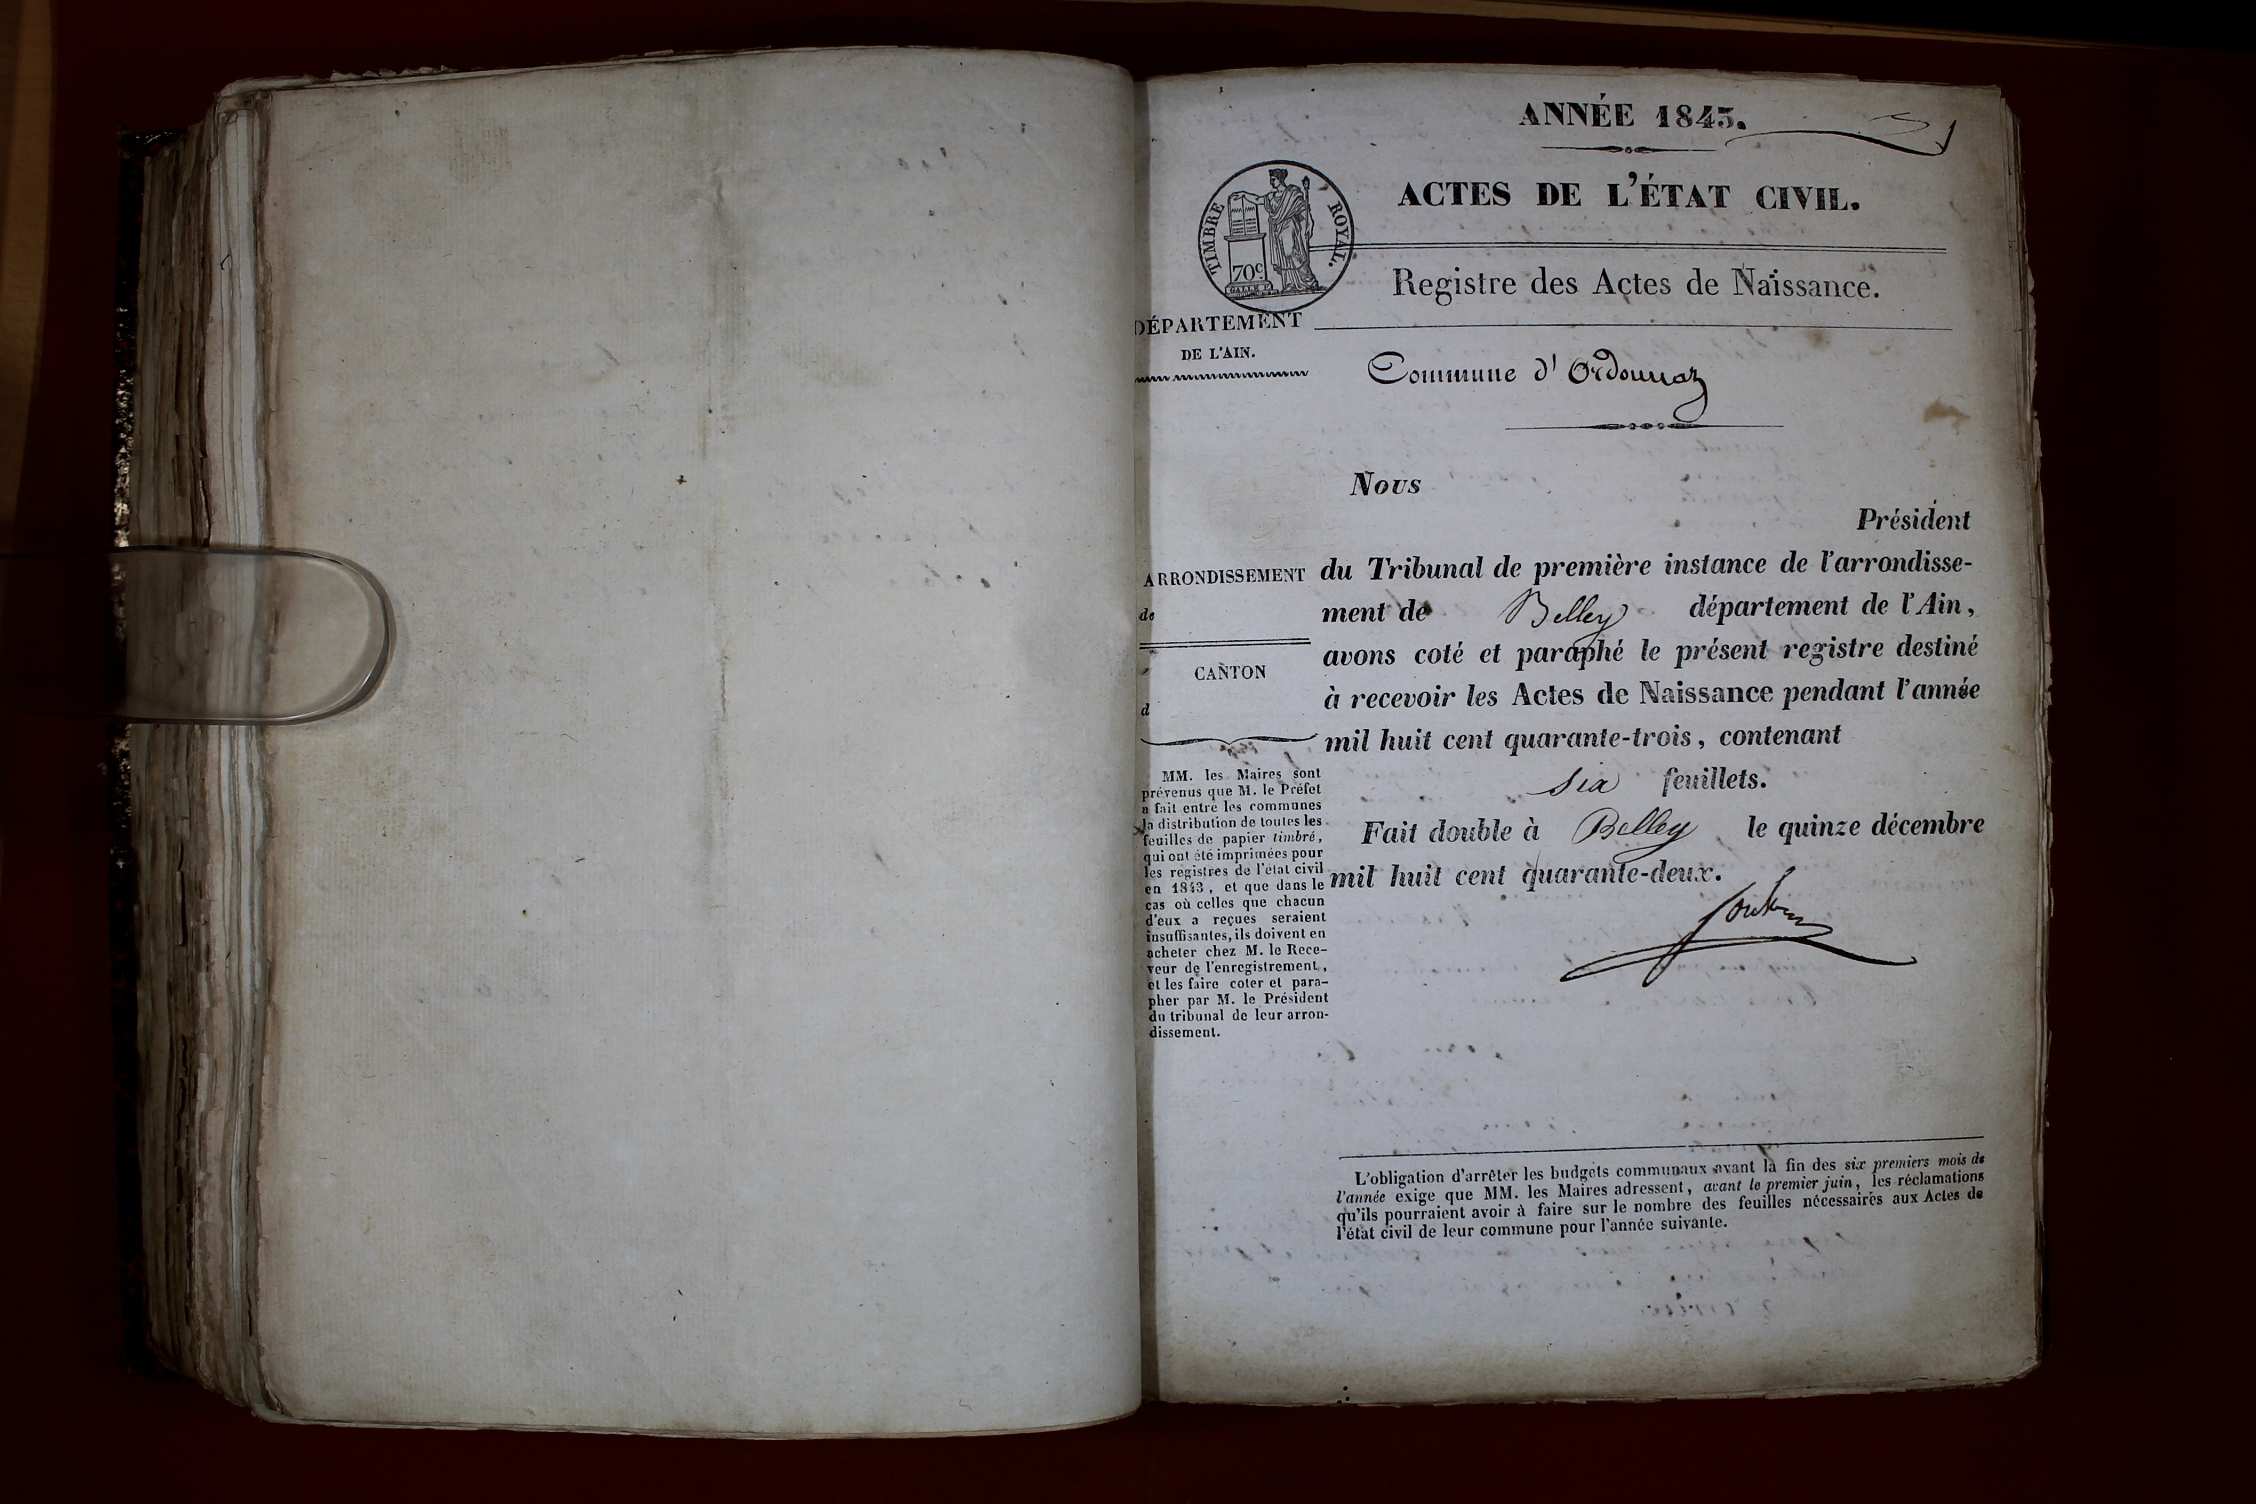 ANNÉE 1843.
1
ACTES DE L'ÉTAT CIVIL.
TIMBRE ROYAL.
70c
Registre des Actes de Naissance.
DÉPARTEMENT
DE L'AIN.
Commune d'Ordonnaz
Nous
Président
du Tribunal de première instance de l'arrondisse-
ment de Belley département de l'Ain,
avons coté et paraphé le présent registre destiné
à recevoir les Actes de Naissance pendant l'année
mil huit cent quarante-trois, contenant
six feuillets.
Fait double à Belley le quinze décembre
mil huit cent quarante-deux.
ARRONDISSEMENT
de
CANTON
d
MM. les Maires sont
prévenus que M. le Préfet
a fait entre les communes
la distribution de toutes les
feuilles de papier timbré,
qui ont été imprimées pour
les registres de l'état civil
en 1843, et que dans le
cas où celles que chacun
d'eux a reçues seraient
insuffisantes, ils doivent en
acheter chez M. le Rece-
veur de l'enregistrement,
et les faire coter et para-
pher par M. le Président
du tribunal de leur arron-
dissement.
L'obligation d'arrêter les budgets communaux avant la fin des six premiers mois de
l'année exige que MM. les Maires adressent, avant le premier juin, les réclamations
qu'ils pourraient avoir à faire sur le nombre des feuilles nécessaires aux Actes de
l'état civil de leur commune pour l'année suivante.